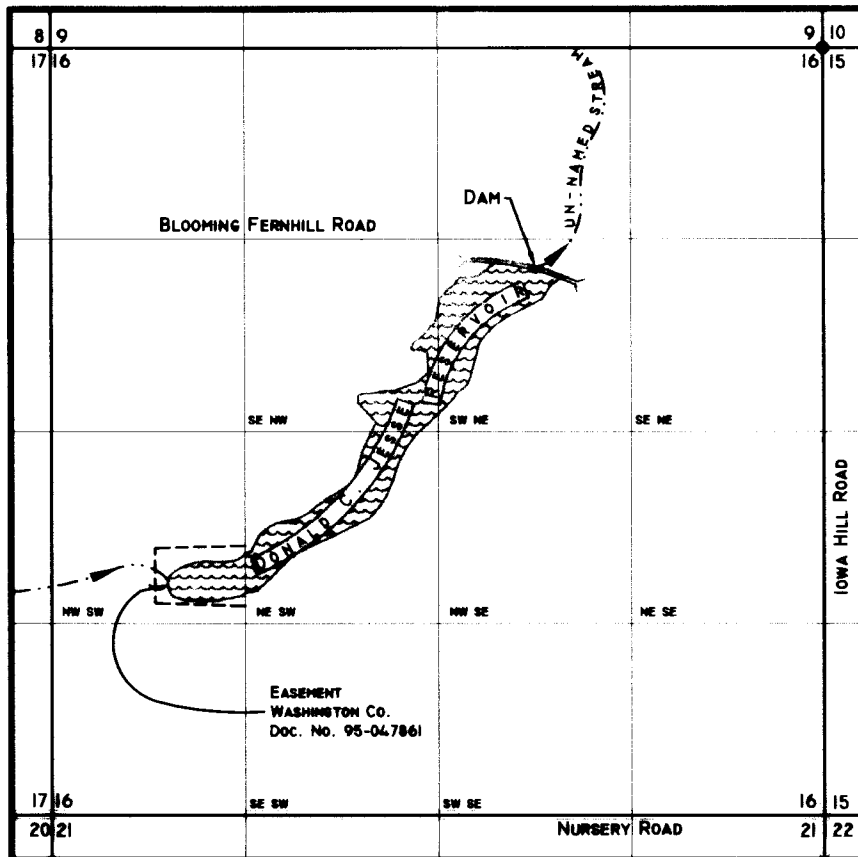 8 9
9 10
17 16
16 15
UN-NAMED STREAM
DAM
BLOOMING FERNHILL ROAD
RVOIR
SE NW
SW NE
SE NE
IOWA HILL ROAD
DONALD
NW SW
NE SW
NW SE
NE SE
EASEMENT
WASHINGTON CO.
DOC. NO. 95-047861
17 16
SE SW
SW SE
16 15
20 21
NURSERY ROAD
21 22